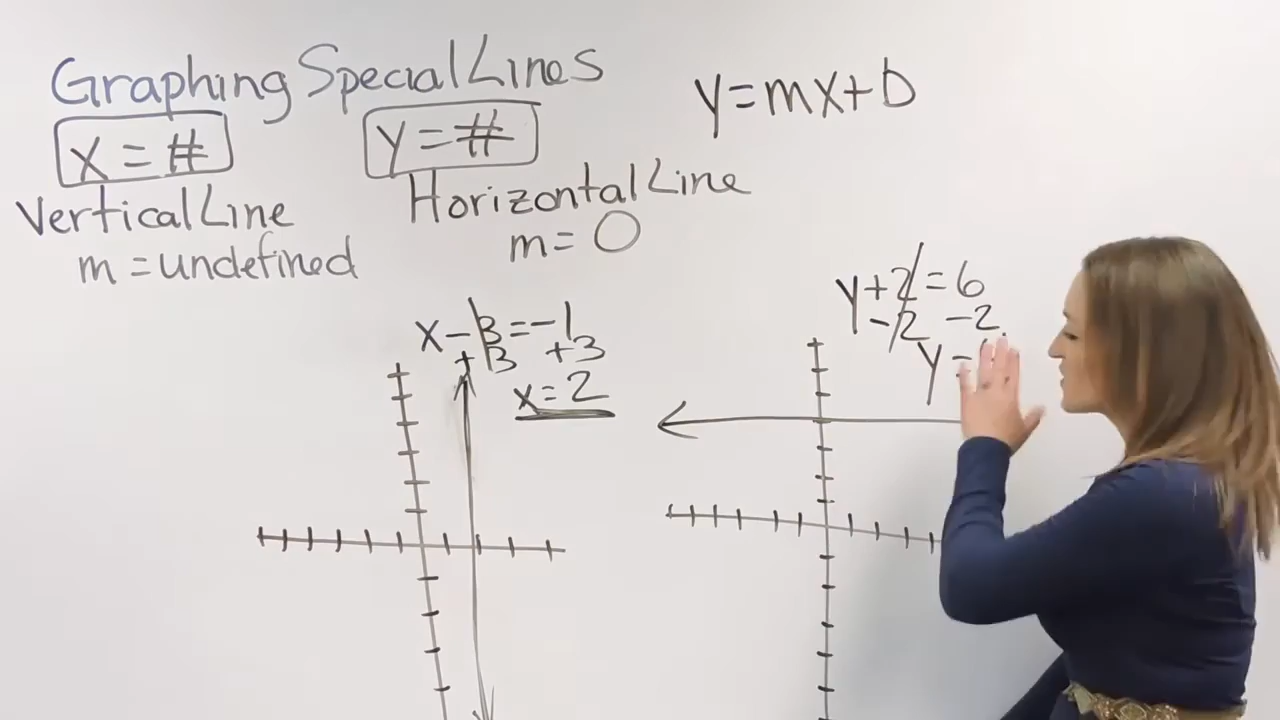 Graphing Special Lines
x = #
y = #
y = mx + b
Vertical Line
m = undefined
Horizontal Line
m = 0
x - 3 = -1
+ 3 +3
x = 2
y + 2 = 6
- 2 - 2
y =